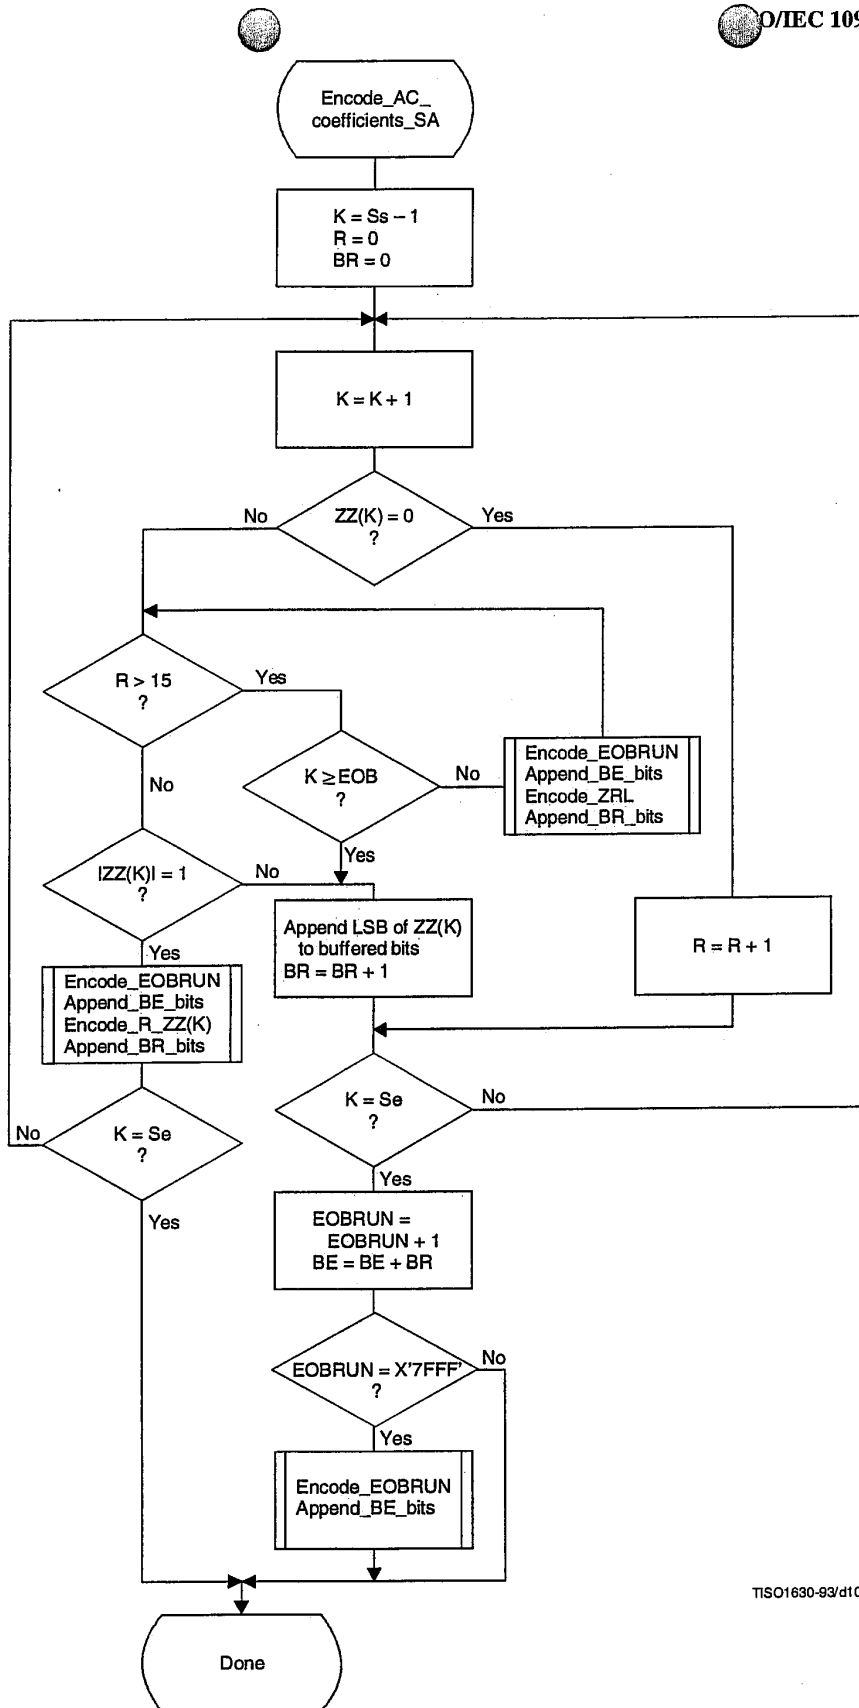 O/IEC 109
Encode_AC_
coefficients_SA
K = Ss – 1
R = 0
BR = 0
K = K + 1
No
ZZ(K) = 0
?
Yes
R > 15
?
Yes
No
K ≥ EOB
?
No
Yes
Encode_EOBRUN
Append_BE_bits
Encode_ZRL
Append_BR_bits
|ZZ(K)| = 1
?
No
Yes
Append LSB of ZZ(K)
to buffered bits
BR = BR + 1
R = R + 1
Encode_EOBRUN
Append_BE_bits
Encode_R_ZZ(K)
Append_BR_bits
K = Se
?
No
Yes
K = Se
?
No
Yes
EOBRUN =
EOBRUN + 1
BE = BE + BR
EOBRUN = X'7FFF'
?
No
Yes
Encode_EOBRUN
Append_BE_bits
TISO1630-93/d10
Done